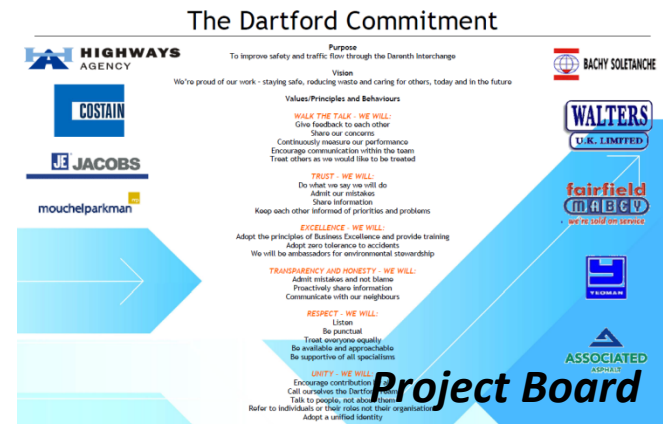 The Dartford Commitment
HIGHWAYS
AGENCY
COSTAIN
JE JACOBS
mouchelparkman
Purpose
To improve safety and traffic flow through the Darenth Interchange
Vision
We're proud of our work - staying safe, reducing waste and caring for others, today and in the future
Values/Principles and Behaviours
WALK THE TALK - WE WILL:
Give feedback to each other
Share our concerns
Continuously measure our performance
Encourage communication within the team
Treat others as we would like to be treated
TRUST - WE WILL:
Do what we say we will do
Admit our mistakes
Share information
Keep each other informed of priorities and problems
EXCELLENCE - WE WILL:
Adopt the principles of Business Excellence and provide training
Adopt zero tolerance to accidents
We will be ambassadors for environmental stewardship
TRANSPARENCY AND HONESTY - WE WILL:
Admit mistakes and not blame
Proactively share information
Communicate with our neighbours
RESPECT - WE WILL:
Listen
Be punctual
Treat everyone equally
Be available and approachable
Be supportive of all specialisms
UNITY - WE WILL:
Encourage contribution
Call ourselves the Dartford
Talk to people, not about them
Refer to individuals or their roles not their organisation
Adopt a unified identity
BACHY SOLETANCHE
WALTERS
U.K. LIMITED
fairfield
MABEY
we're sold on service
YEOMAN
ASSOCIATED
ASPHALT
Project Board